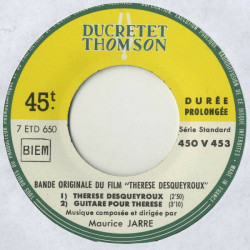 DUCRETET
THOMSON
45t.
DURÉE
PROLONGÉE
7 ETD 650
Série Standard
450 V 453
BIEM
BANDE ORIGINALE DU FILM "THERESE DESQUEYROUX"
1) THERESE DESQUEYROUX (2'50)
2) GUITARE POUR THERESE (3'10)
Musique composée et dirigée par
Maurice JARRE